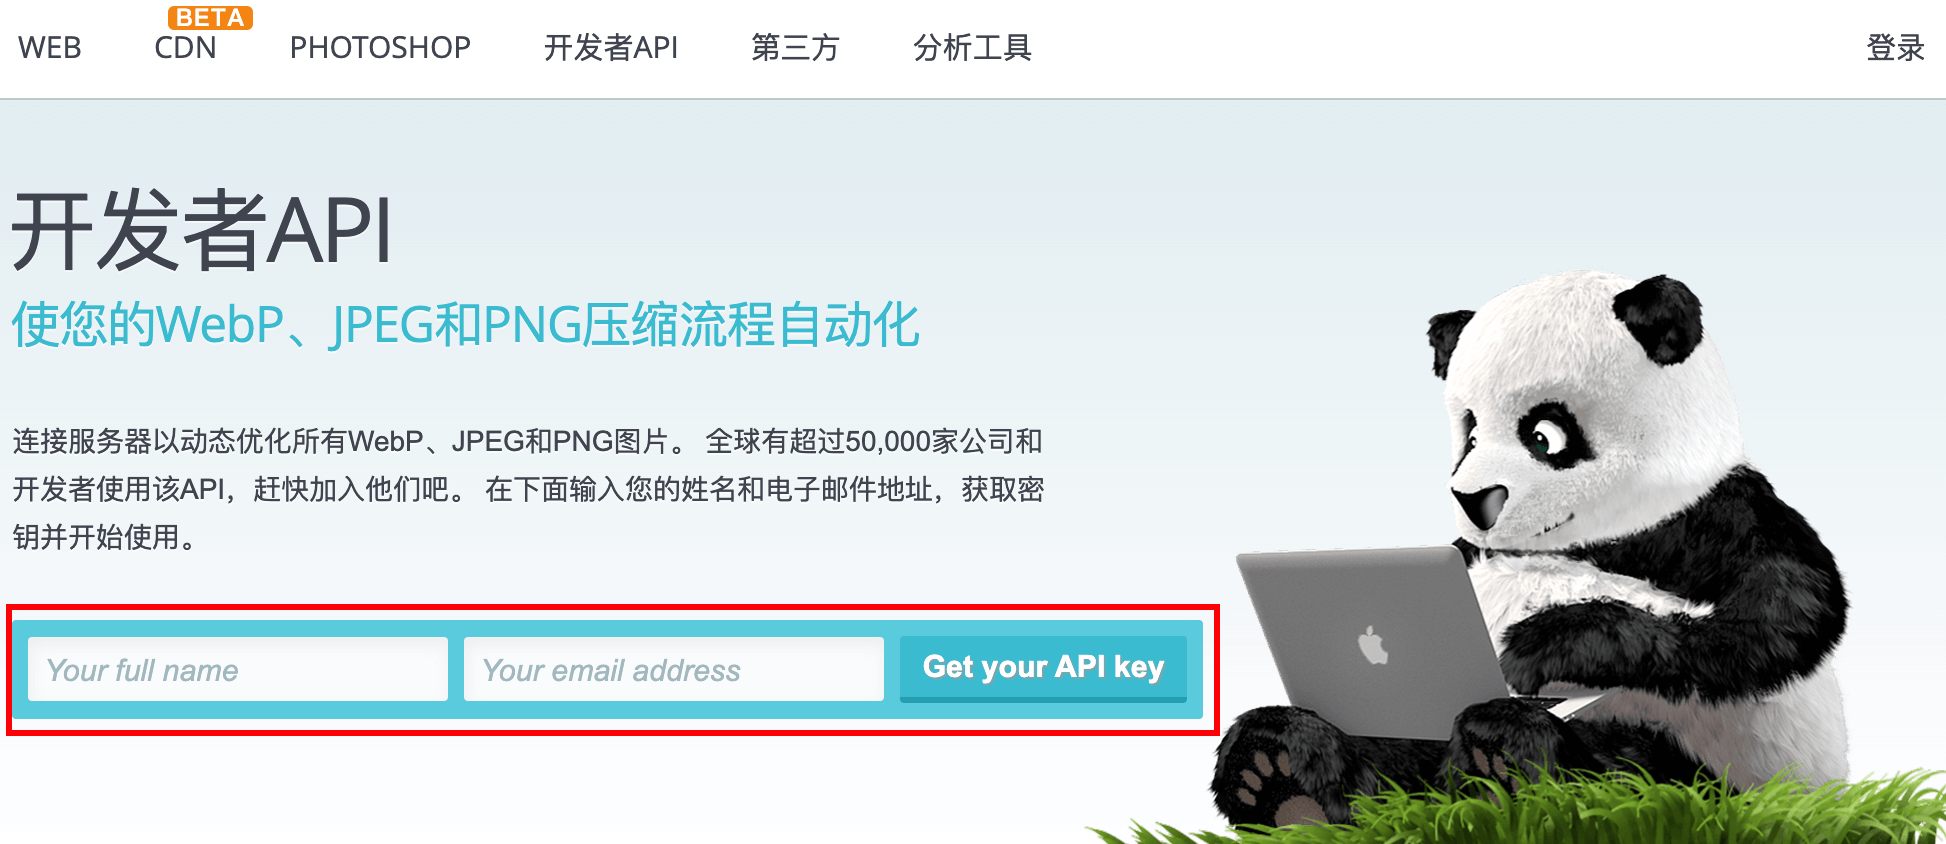 BETA
WEB CDN PHOTOSHOP 开发者API 第三方 分析工具 登录
开发者API
使您的WebP、JPEG和PNG压缩流程自动化
连接服务器以动态优化所有WebP、JPEG和PNG图片。 全球有超过50,000家公司和
开发者使用该API，赶快加入他们吧。 在下面输入您的姓名和电子邮件地址，获取密
钥并开始使用。
Your full name Your email address Get your API key